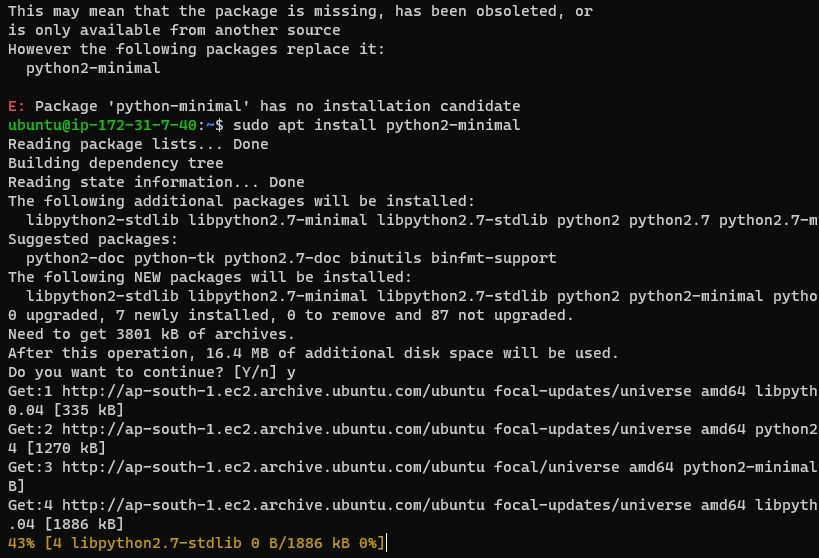 This may mean that the package is missing, has been obsoleted, or
is only available from another source
However the following packages replace it:
  python2-minimal

E: Package 'python-minimal' has no installation candidate
ubuntu@ip-172-31-7-40:~$ sudo apt install python2-minimal
Reading package lists... Done
Building dependency tree
Reading state information... Done
The following additional packages will be installed:
  libpython2-stdlib libpython2.7-minimal libpython2.7-stdlib python2 python2.7 python2.7-m
Suggested packages:
  python2-doc python-tk python2.7-doc binutils binfmt-support
The following NEW packages will be installed:
  libpython2-stdlib libpython2.7-minimal libpython2.7-stdlib python2 python2-minimal pytho
0 upgraded, 7 newly installed, 0 to remove and 87 not upgraded.
Need to get 3801 kB of archives.
After this operation, 16.4 MB of additional disk space will be used.
Do you want to continue? [Y/n] y
Get:1 http://ap-south-1.ec2.archive.ubuntu.com/ubuntu focal-updates/universe amd64 libpyth
0.04 [335 kB]
Get:2 http://ap-south-1.ec2.archive.ubuntu.com/ubuntu focal-updates/universe amd64 python2
4 [1270 kB]
Get:3 http://ap-south-1.ec2.archive.ubuntu.com/ubuntu focal/universe amd64 python2-minimal
B]
Get:4 http://ap-south-1.ec2.archive.ubuntu.com/ubuntu focal-updates/universe amd64 libpyth
.04 [1886 kB]
43% [4 libpython2.7-stdlib 0 B/1886 kB 0%]